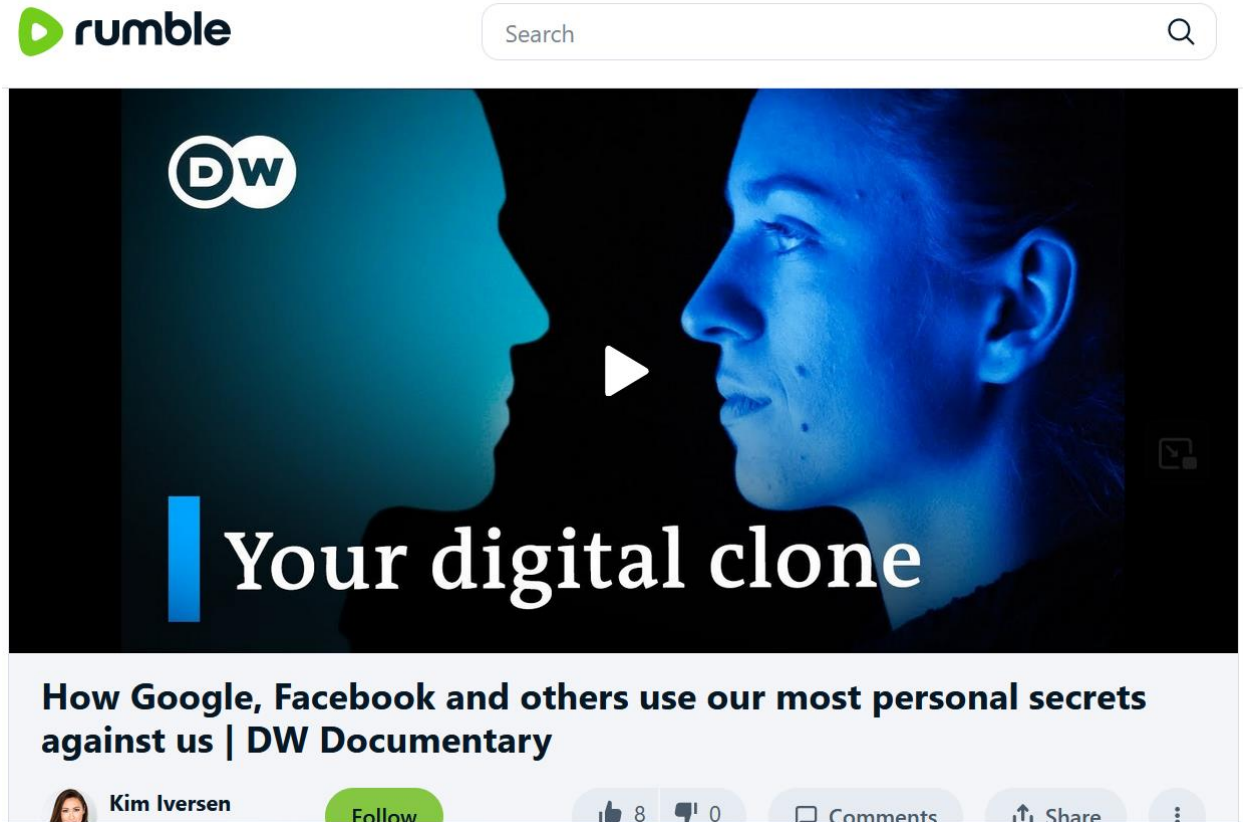 rumble
Search
DW
Your digital clone
How Google, Facebook and others use our most personal secrets
against us | DW Documentary
Kim Iversen
Follow
8
0
Comments
Share